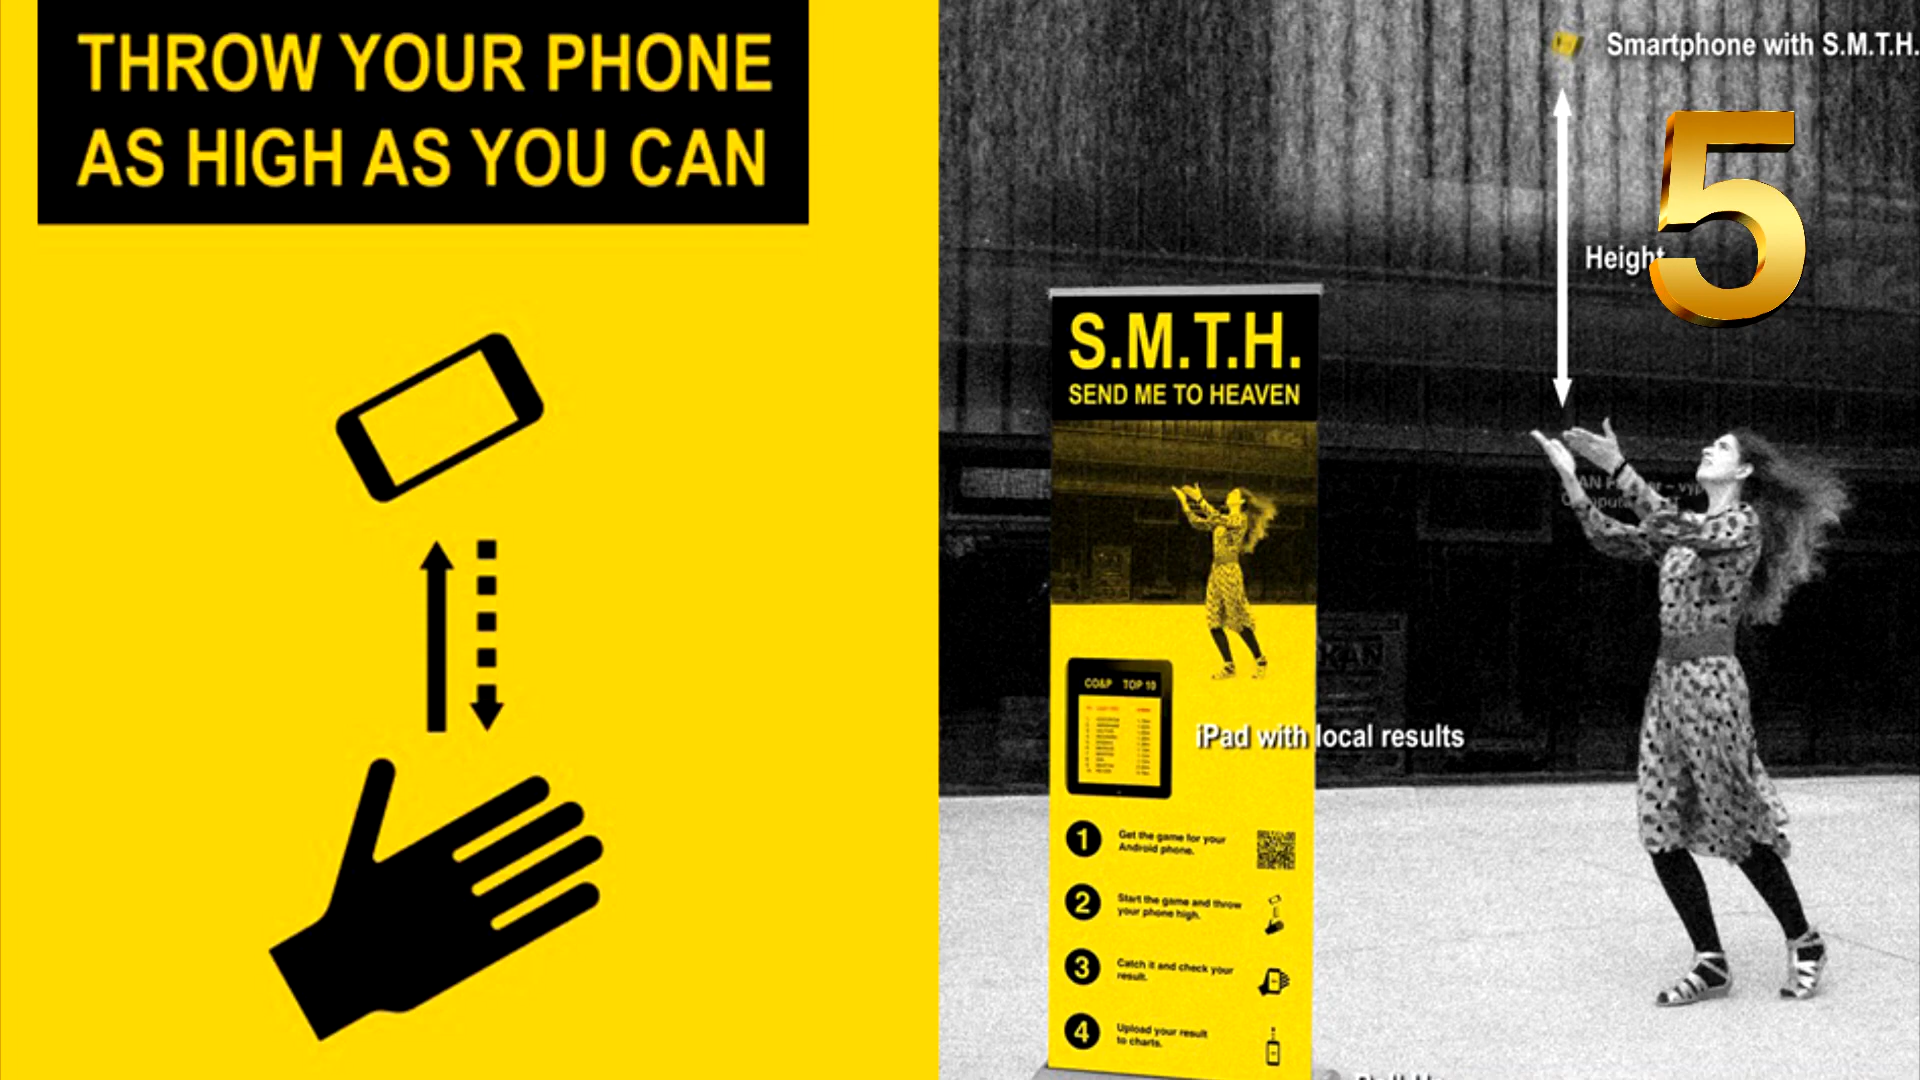 THROW YOUR PHONE
AS HIGH AS YOU CAN
Smartphone with S.M.T.H.
5
Height
S.M.T.H.
SEND ME TO HEAVEN
TOP 10
iPad with local results
1
Get the game for your
Android phone.
2
Start the game and throw
your phone high.
3
Catch it and check your
result.
4
Upload your result
to charts.